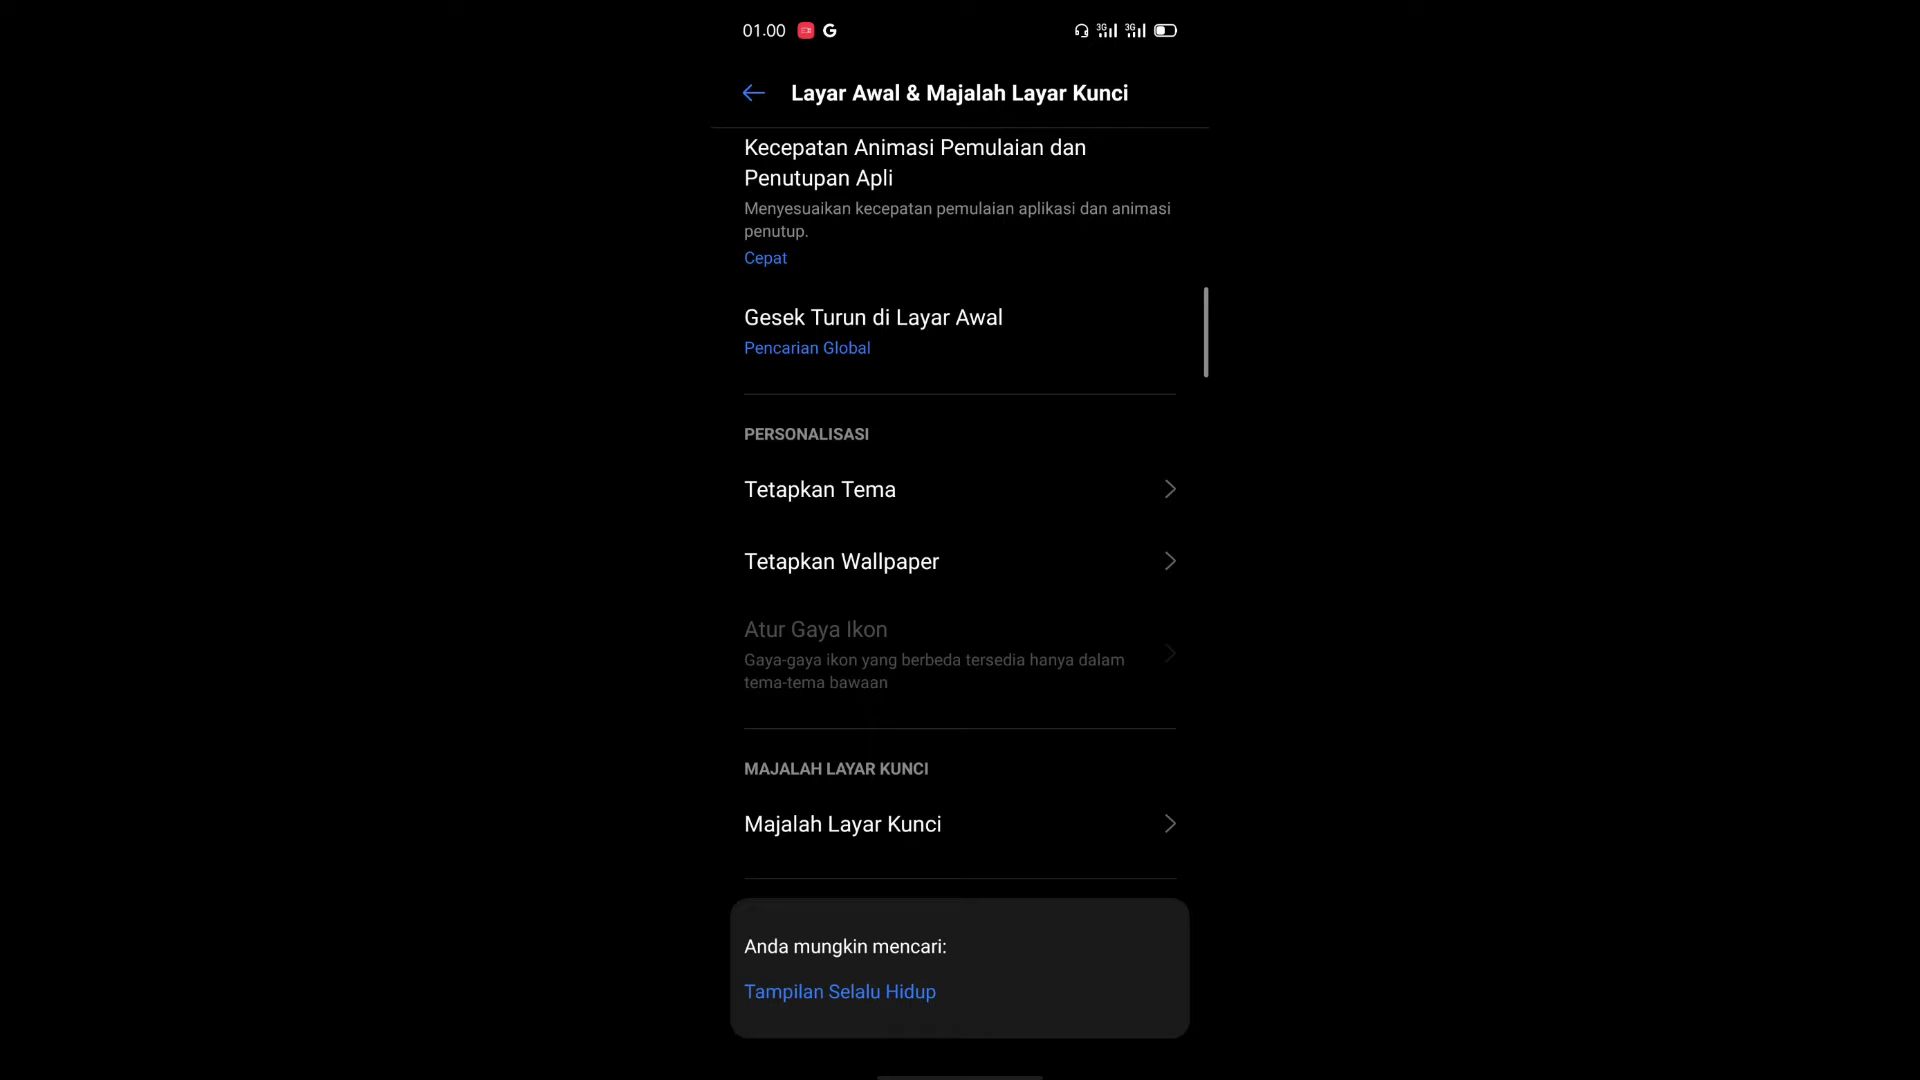 01.00 G 3G 3G
Layar Awal & Majalah Layar Kunci
Kecepatan Animasi Pemulaian dan
Penutupan Apli
Menyesuaikan kecepatan pemulaian aplikasi dan animasi
penutup.
Cepat
Gesek Turun di Layar Awal
Pencarian Global
PERSONALISASI
Tetapkan Tema
Tetapkan Wallpaper
Atur Gaya Ikon
Gaya-gaya ikon yang berbeda tersedia hanya dalam
tema-tema bawaan
MAJALAH LAYAR KUNCI
Majalah Layar Kunci
Anda mungkin mencari:
Tampilan Selalu Hidup